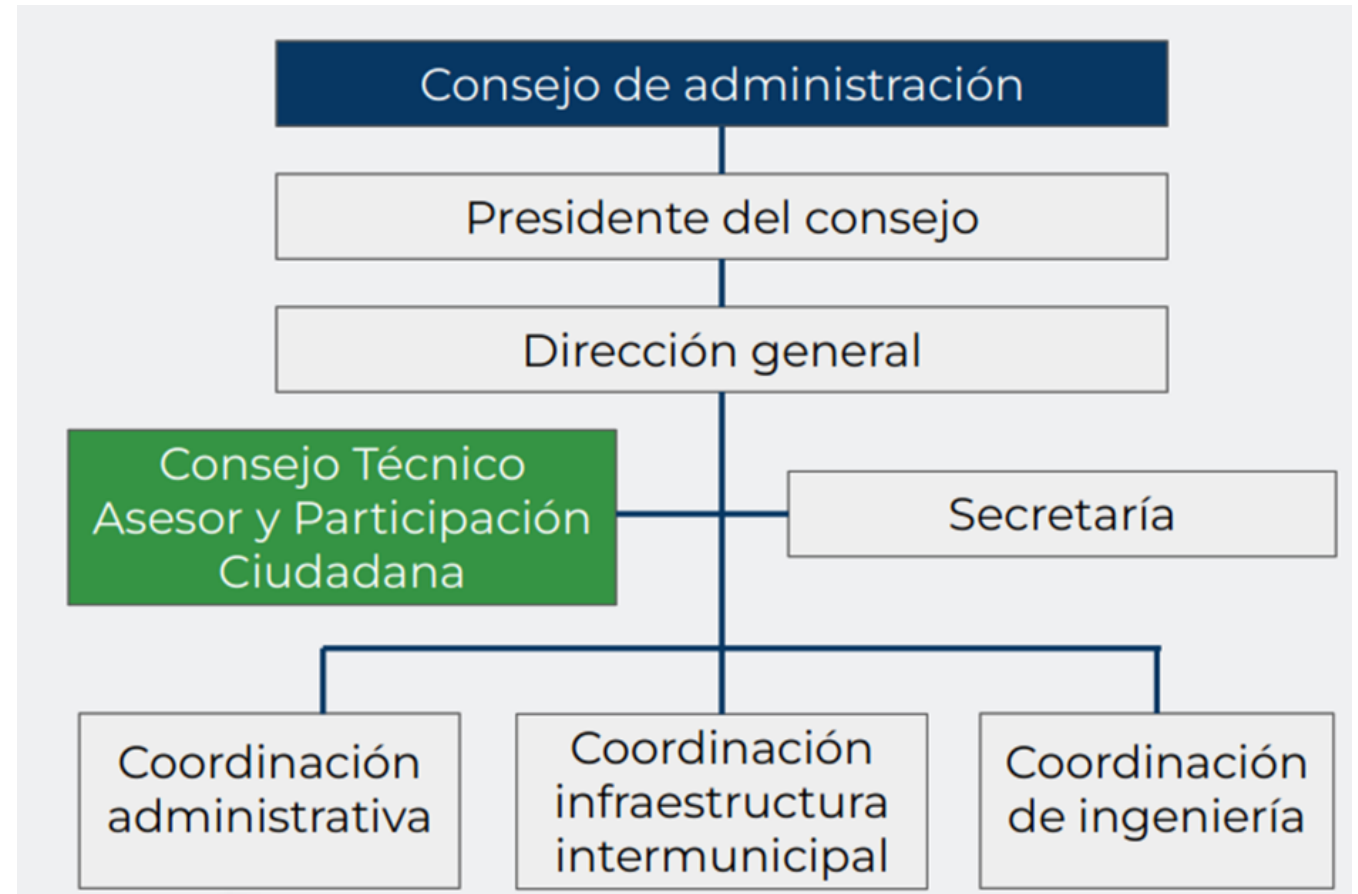 Consejo de administración
Presidente del consejo
Dirección general
Consejo Técnico
Asesor y Participación
Ciudadana
Secretaría
Coordinación
administrativa
Coordinación
infraestructura
intermunicipal
Coordinación
de ingeniería